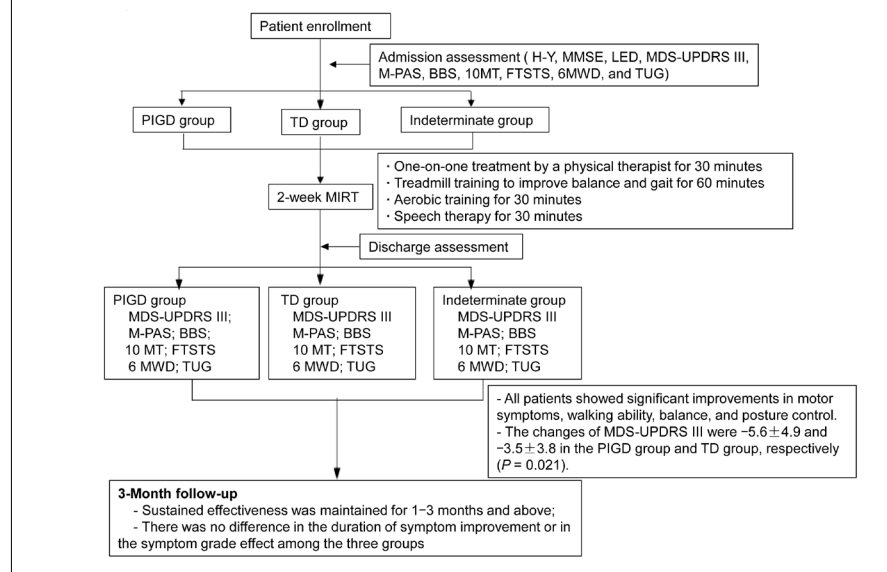 Patient enrollment
Admission assessment ( H-Y, MMSE, LED, MDS-UPDRS III,
M-PAS, BBS, 10MT, FTSTS, 6MWD, and TUG)
PIGD group
TD group
Indeterminate group
2-week MIRT
· One-on-one treatment by a physical therapist for 30 minutes
· Treadmill training to improve balance and gait for 60 minutes
· Aerobic training for 30 minutes
· Speech therapy for 30 minutes
Discharge assessment
PIGD group
MDS-UPDRS III;
M-PAS; BBS;
10 MT; FTSTS
6 MWD; TUG
TD group
MDS-UPDRS III
M-PAS; BBS
10 MT; FTSTS
6 MWD; TUG
Indeterminate group
MDS-UPDRS III
M-PAS; BBS
10 MT; FTSTS
6 MWD; TUG
- All patients showed significant improvements in motor
symptoms, walking ability, balance, and posture control.
- The changes of MDS-UPDRS III were −5.6±4.9 and
−3.5±3.8 in the PIGD group and TD group, respectively
(P = 0.021).
3-Month follow-up
- Sustained effectiveness was maintained for 1−3 months and above;
- There was no difference in the duration of symptom improvement or in
the symptom grade effect among the three groups